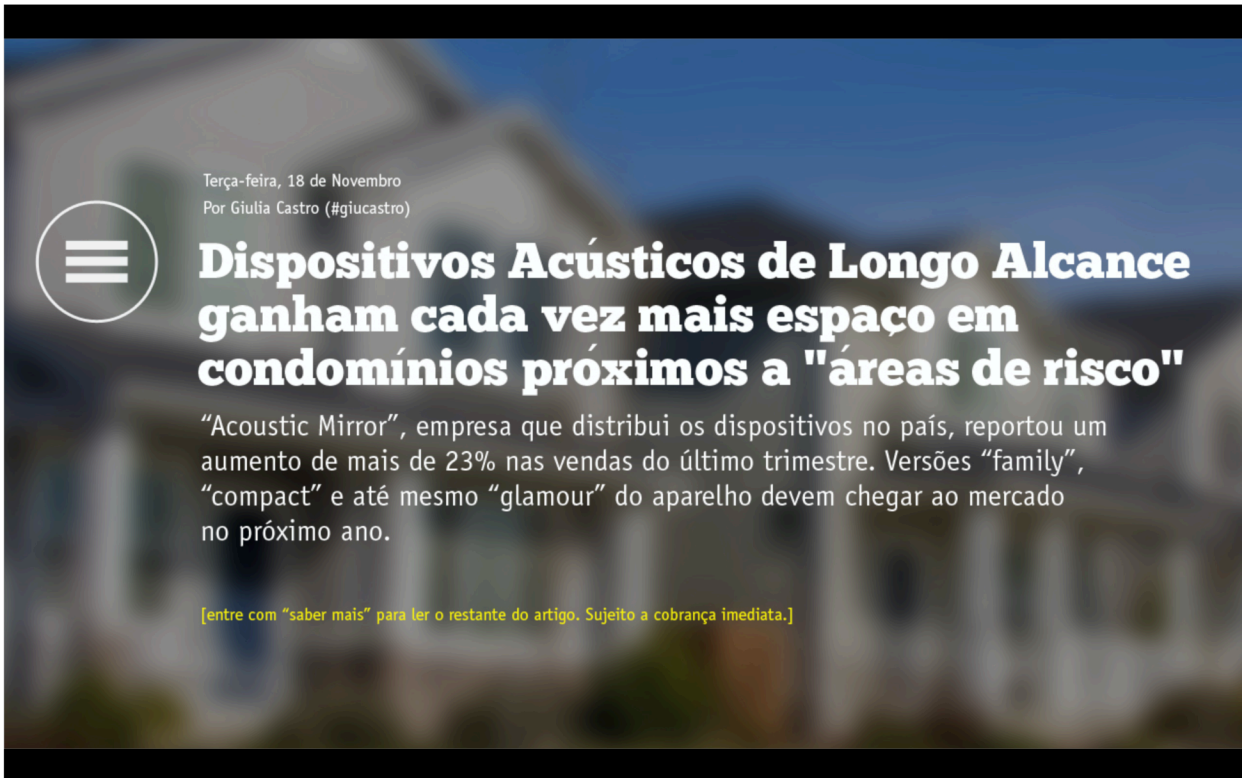 Terça-feira, 18 de Novembro
Por Giulia Castro (#giucastro)
Dispositivos Acústicos de Longo Alcance
ganham cada vez mais espaço em
condomínios próximos a "áreas de risco"
“Acoustic Mirror”, empresa que distribui os dispositivos no país, reportou um
aumento de mais de 23% nas vendas do último trimestre. Versões “family”,
“compact” e até mesmo “glamour” do aparelho devem chegar ao mercado
no próximo ano.
[entre com “saber mais” para ler o restante do artigo. Sujeito a cobrança imediata.]